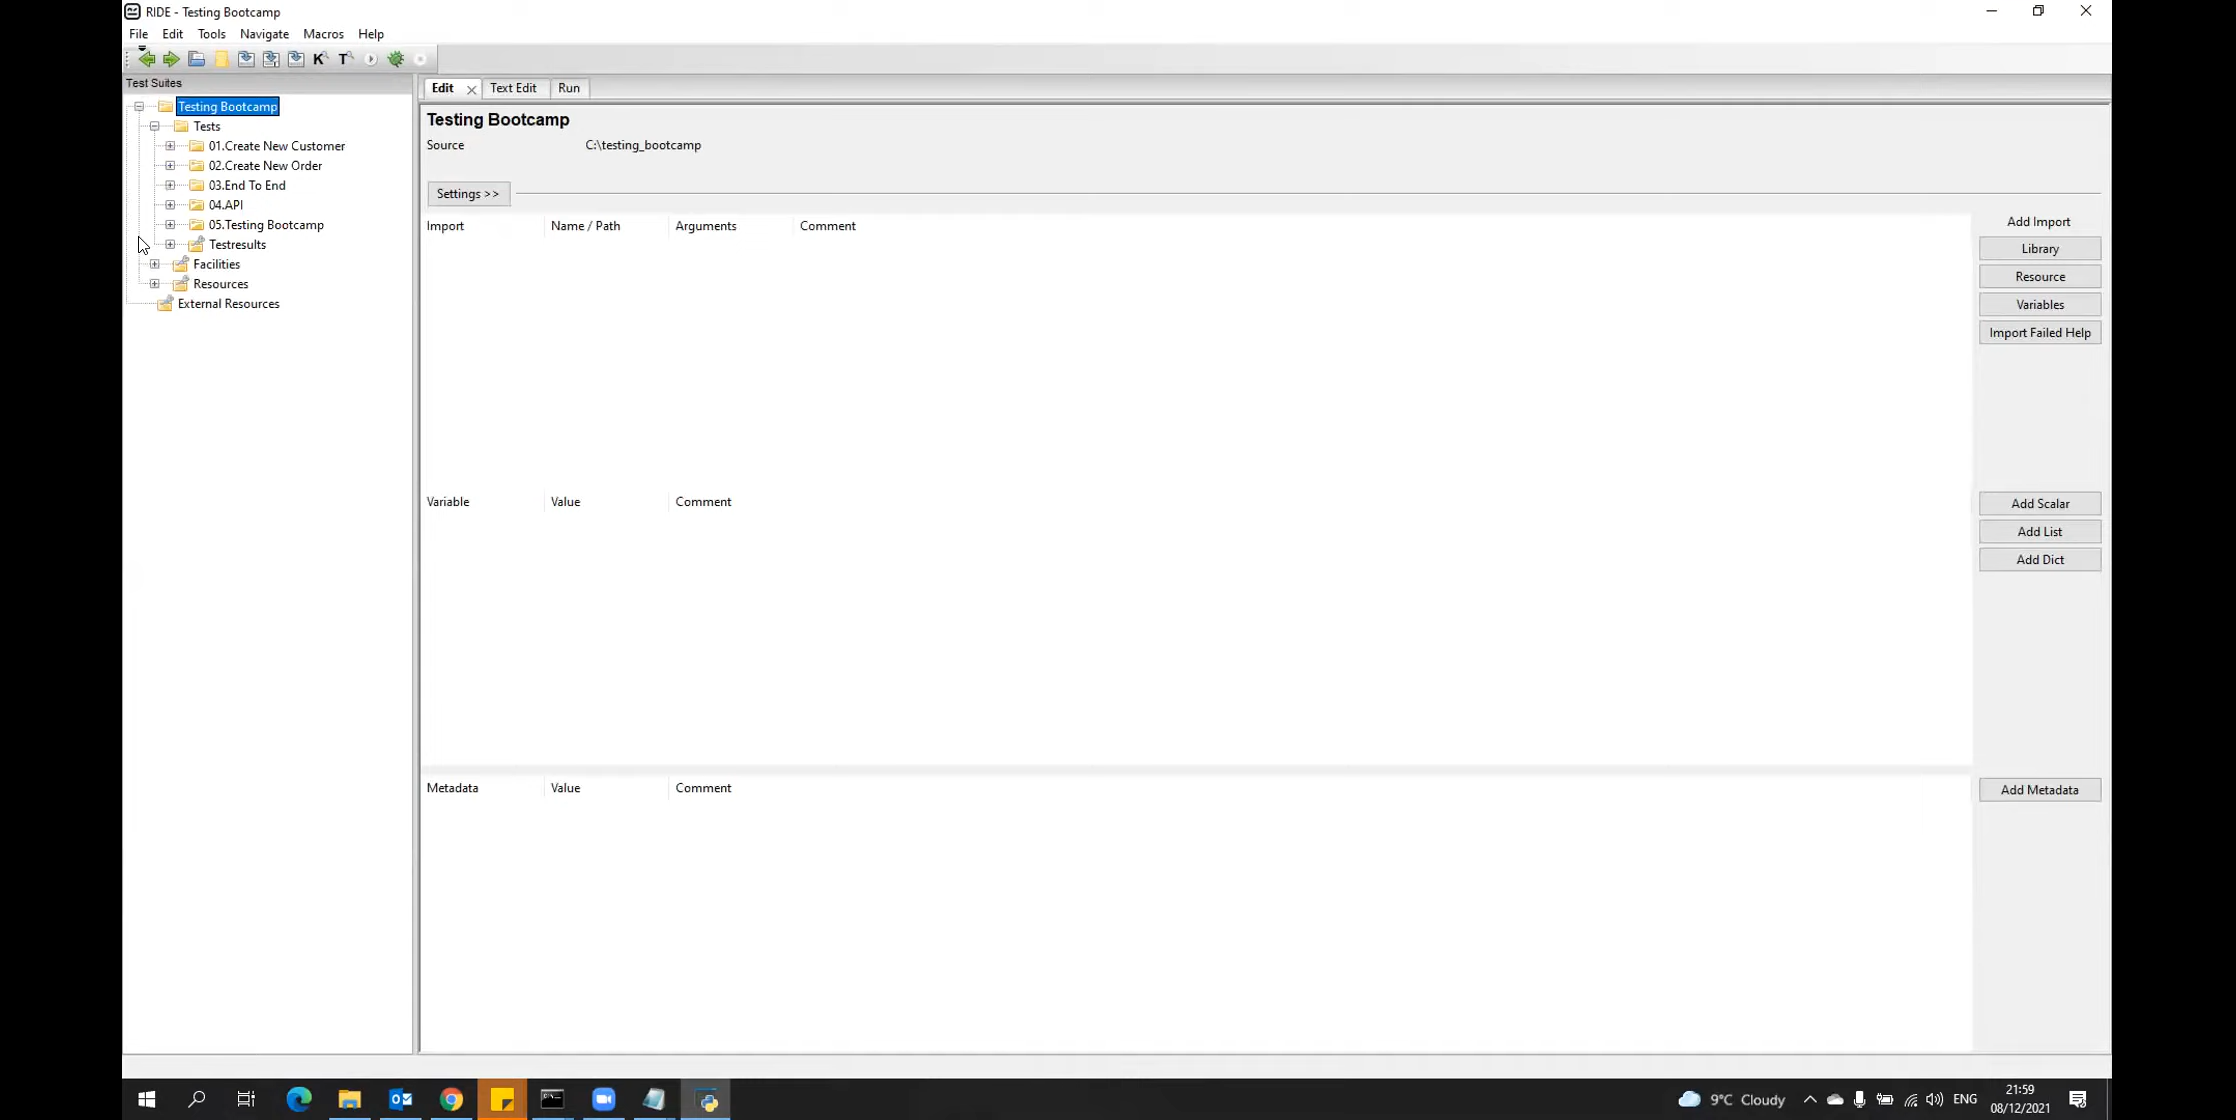 RIDE - Testing Bootcamp
File Edit Tools Navigate Macros Help
K T
Test Suites
Testing Bootcamp
Tests
01.Create New Customer
02.Create New Order
03.End To End
04.API
05.Testing Bootcamp
Testresults
Facilities
Resources
External Resources
Edit Text Edit Run
Testing Bootcamp
Source C:\testing_bootcamp
Settings >>
Import Name / Path Arguments Comment
Add Import
Library
Resource
Variables
Import Failed Help
Variable Value Comment
Add Scalar
Add List
Add Dict
Metadata Value Comment
Add Metadata
9°C Cloudy
ENG
21:59
08/12/2021